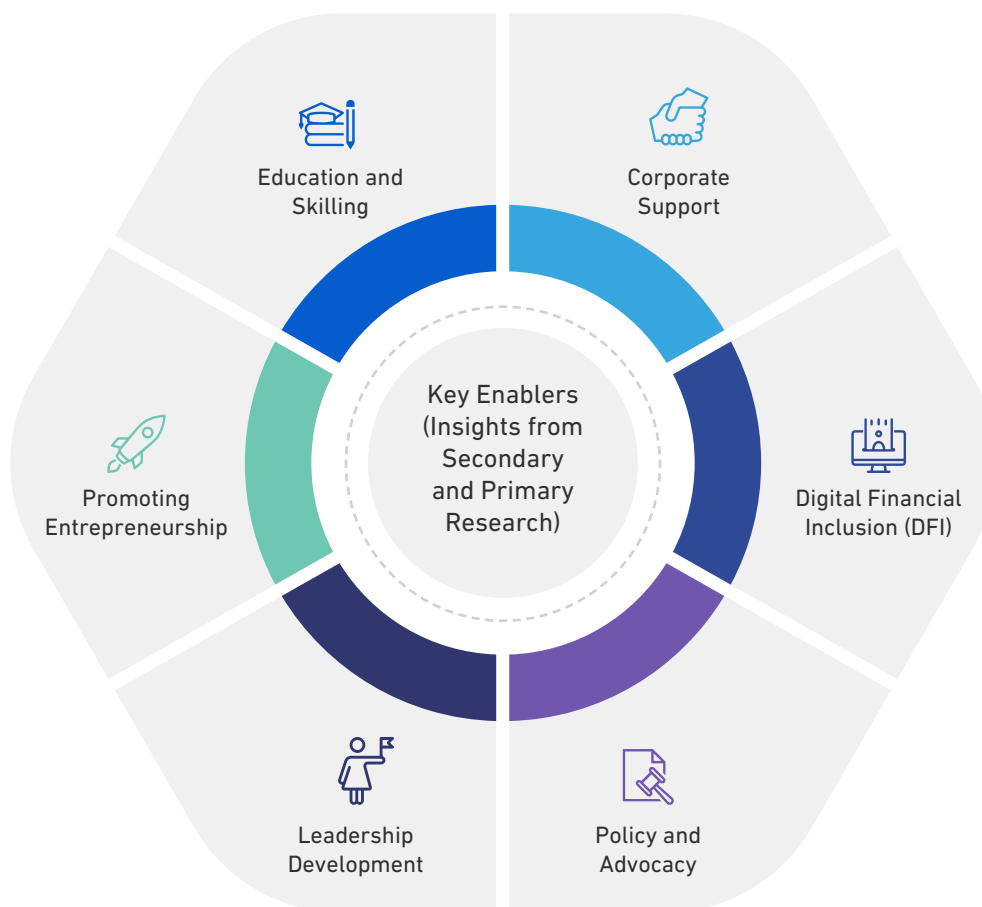 Education and
Skilling
Corporate
Support
Key Enablers
(Insights from
Secondary
and Primary
Research)
Promoting
Entrepreneurship
Digital Financial
Inclusion (DFI)
Leadership
Development
Policy and
Advocacy